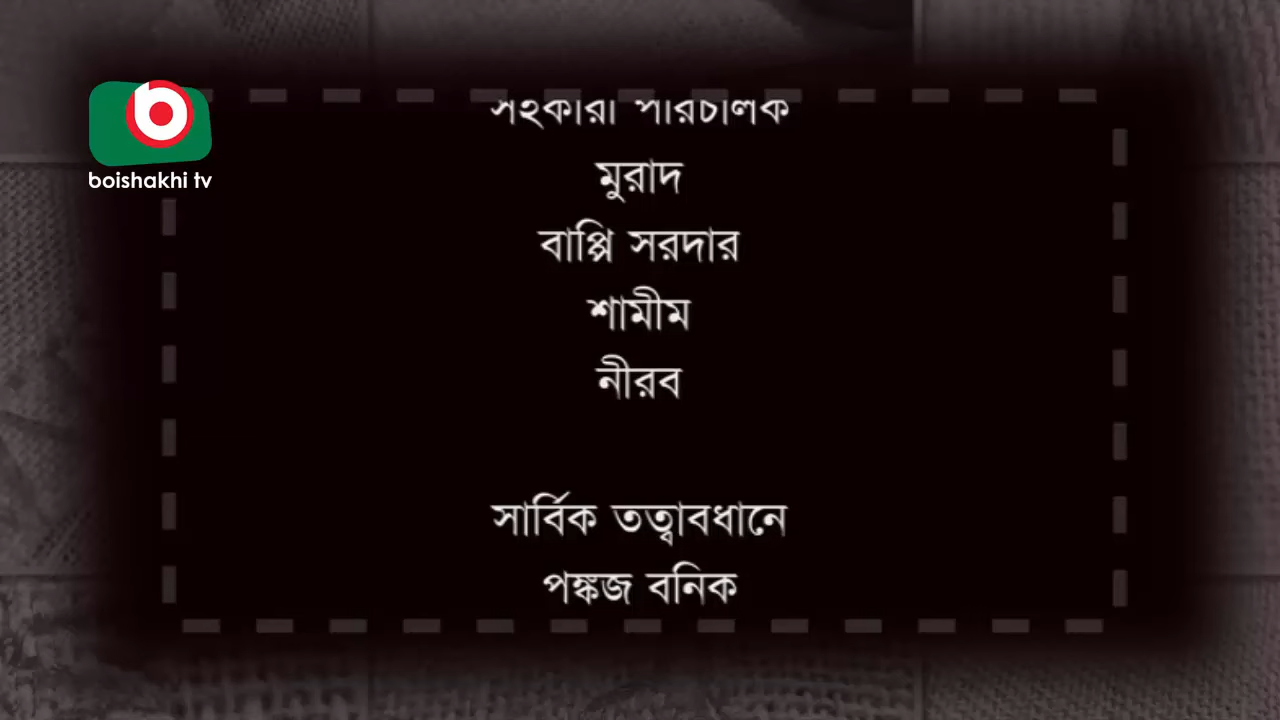 boishakhi tv
সহকারী পরিচালক
মুরাদ
বাপ্পি সরদার
শামীম
নীরব
সার্বিক তত্ত্বাবধানে
পঙ্কজ বনিক